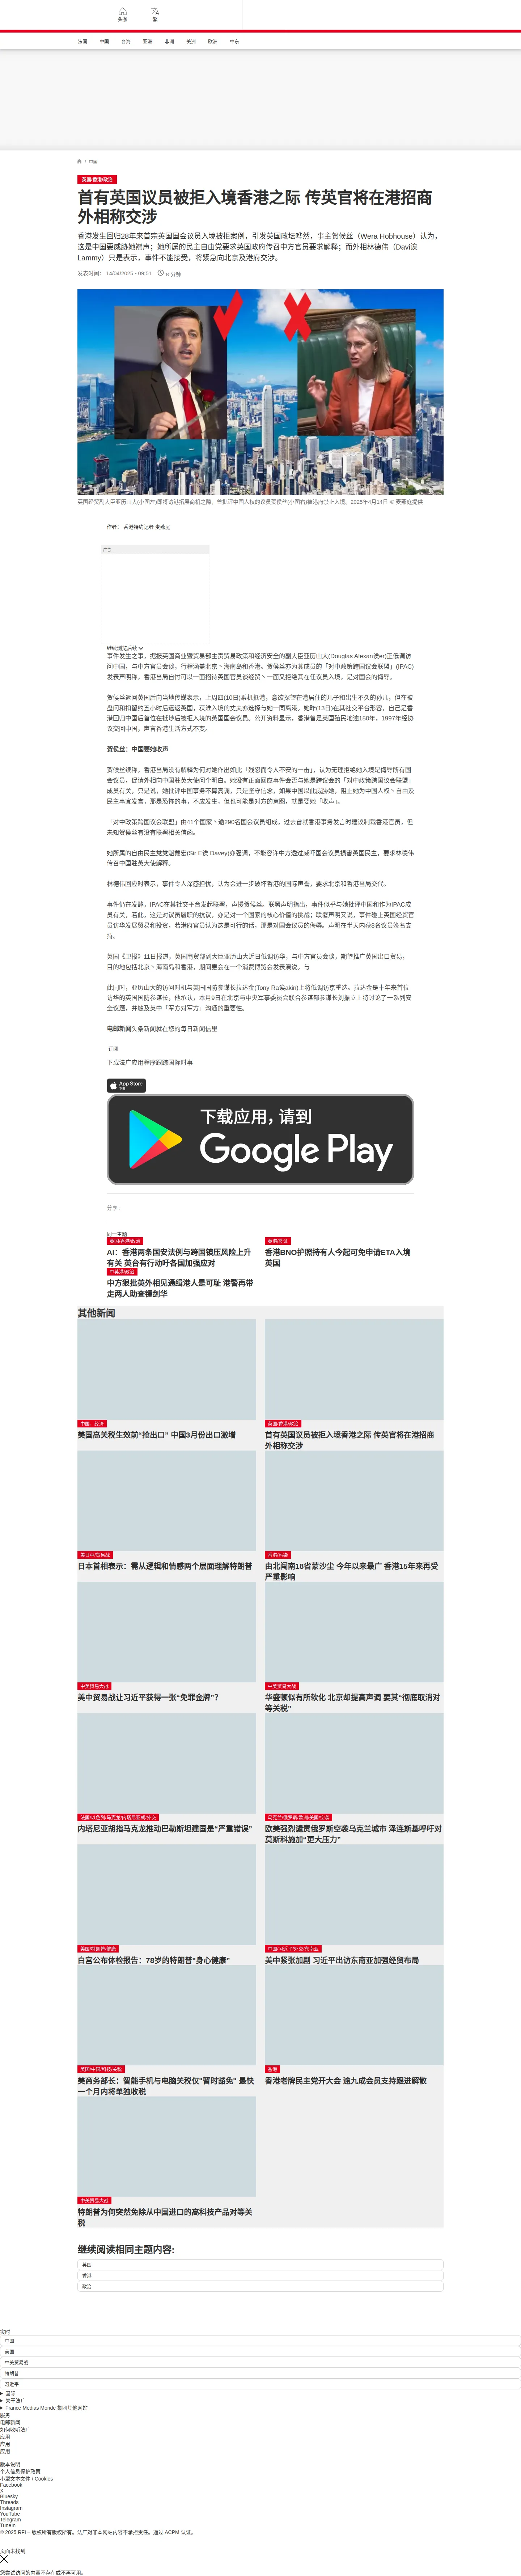 头条
繁
法国
中国
台海
亚洲
非洲
美洲
欧洲
中东
/ 中国
英国/香港/政治
首有英国议员被拒入境香港之际 传英官将在港招商
外相称交涉
香港发生回归28年来首宗英国国会议员入境被拒案例，引发英国政坛哗然，事主贺候丝（Wera Hobhouse）认为，
这是中国要威胁她襟声；她所属的民主自由党要求英国政府传召中方官员要求解释；而外相林德伟（Davi读
Lammy）只是表示，事件不能接受，将紧急向北京及港府交涉。
发表时间： 14/04/2025 - 09:51
6 分钟
英国经贸副大臣亚历山大(小图左)即将访港拓展商机之际，曾批评中国人权的议员贺侯丝(小图右)被港府禁止入境。2025年4月14日 © 麦燕庭提供
作者： 香港特约记者 麦燕庭
广告
继续浏览后续
事件发生之事，据报英国商业暨贸易部主责贸易政策和经济安全的副大臣亚历山大(Douglas Alexan读er)正低调访
问中国，与中方官员会谈，行程涵盖北京丶海南岛和香港。贺侯丝亦为其成员的「对中政策跨国议会联盟」(IPAC)
发表声明称，香港当局自忖可以一面招待英国官员谈经贸丶一面又拒绝其在任议员入境，是对国会的侮辱。
贺候丝返回英国后向当地传媒表示，上周四(10日)乘机抵港，意欲探望在港居住的儿子和出生不久的孙儿，但在被
盘问和扣留约五小时后遣返英国，获准入境的丈夫亦选择与她一同离港。她昨(13日)在其社交平台形容，自己是香
港回归中国后首位在抵埗后被拒入境的英国国会议员。公开资料显示，香港曾是英国殖民地逾150年，1997年经协
议交回中国，声言香港生活方式不变。
贺侯丝：中国要她收声
贺候丝续称，香港当局没有解释为何对她作出如此「残忍而令人不安的一击」，认为无理拒绝她入境是侮辱所有国
会议员，促请外相向中国驻英大使问个明白。她没有正面回应事件会否与她是跨议会的「对中政策跨国议会联盟」
成员有关，只是说，她批评中国事务不算高调，只是坚守信念，如果中国以此威胁她，阻止她为中国人权丶自由及
民主事宜发言，那是恐怖的事，不应发生，但也可能是对方的意图，就是要她「收声」。
「对中政策跨国议会联盟」由41个国家丶逾290名国会议员组成，过去曾就香港事务发言时建议制裁香港官员，但
未知贺侯丝有没有联署相关信函。
她所属的自由民主党党魁戴宏(Sir E读 Davey)亦强调，不能容许中方透过威吓国会议员损害英国民主，要求林德伟
传召中国驻英大使解释。
林德伟回应时表示，事件令人深感担忧，认为会进一步破坏香港的国际声誉，要求北京和香港当局交代。
事件仍在发酵，IPAC在其社交平台发起联署，声援贺候丝。联署声明指出，事件似乎与她批评中国和作为IPAC成
员有关，若此，这是对议员履职的抗议，亦是对一个国家的核心价值的挑战；联署声明又说，事件碰上英国经贸官
员访华发展贸易和投资，若港府官员认为这是可行的话，那是对国会议员的侮辱。声明在半天内获8名议员签名支
持。
英国《卫报》11日报道，英国商贸部副大臣亚历山大近日低调访华，与中方官员会谈，期望推广英国出口贸易，
目的地包括北京丶海南岛和香港，期间更会在一个消费博览会发表演说。与
此同时，亚历山大的访问时机与英国国防参谋长拉达金(Tony Ra读akin)上将低调访京重迭。拉达金是十年来首位
访华的英国国防参谋长，他承认，本月9日在北京与中央军事委员会联合参谋部参谋长刘振立上将讨论了一系列安
全议题，并触及英中「军方对军方」沟通的重要性。
电邮新闻头条新闻就在您的每日新闻信里
订阅
下载法广应用程序跟踪国际时事
App Store
下载
下载应用，请到
Google Play
分享 :
同一主题
英国/香港/政治
AI：香港两条国安法例与跨国镇压风险上升
有关 英台有行动吁各国加强应对
英港/签证
香港BNO护照持有人今起可免申请ETA入境
英国
中英港/政治
中方狠批英外相见通缉港人是可耻 港警再带
走两人助查锺剑华
其他新闻
中国，经济
美国高关税生效前“抢出口” 中国3月份出口激增
英国/香港/政治
首有英国议员被拒入境香港之际 传英官将在港招商
外相称交涉
美日中/贸易战
日本首相表示：需从逻辑和情感两个层面理解特朗普
香港/污染
由北闯南18省蒙沙尘 今年以来最广 香港15年来再受
严重影响
中美贸易大战
美中贸易战让习近平获得一张“免罪金牌”？
中美贸易大战
华盛顿似有所软化 北京却提高声调 要其“彻底取消对
等关税”
法国/以色列/马克龙/内塔尼亚胡/外交
内塔尼亚胡指马克龙推动巴勒斯坦建国是“严重错误”
乌克兰/俄罗斯/欧洲/美国/空袭
欧美强烈谴责俄罗斯空袭乌克兰城市 泽连斯基呼吁对
莫斯科施加“更大压力”
美国/特朗普/健康
白宫公布体检报告：78岁的特朗普"身心健康"
中国/习近平/外交/东南亚
美中紧张加剧 习近平出访东南亚加强经贸布局
美国/中国/科技/关税
美商务部长：智能手机与电脑关税仅"暂时豁免" 最快
一个月内将单独收税
香港
香港老牌民主党开大会 逾九成会员支持跟进解散
中美贸易大战
特朗普为何突然免除从中国进口的高科技产品对等关
税
继续阅读相同主题内容:
英国
香港
政治
实时
中国
美国
中美贸易战
特朗普
习近平
国际
关于法广
France Médias Monde 集团其他网站
服务
电邮新闻
如何收听法广
应用
应用
应用
版本说明
个人信息保护政策
小型文本文件 / Cookies
Facebook
X
Bluesky
Threads
Instagram
YouTube
Telegram
TuneIn
© 2025 RFI – 版权所有版权所有。法广对非本网站内容不承担责任。通过 ACPM 认证。
页面未找到
您尝试访问的内容不存在或不再可用。